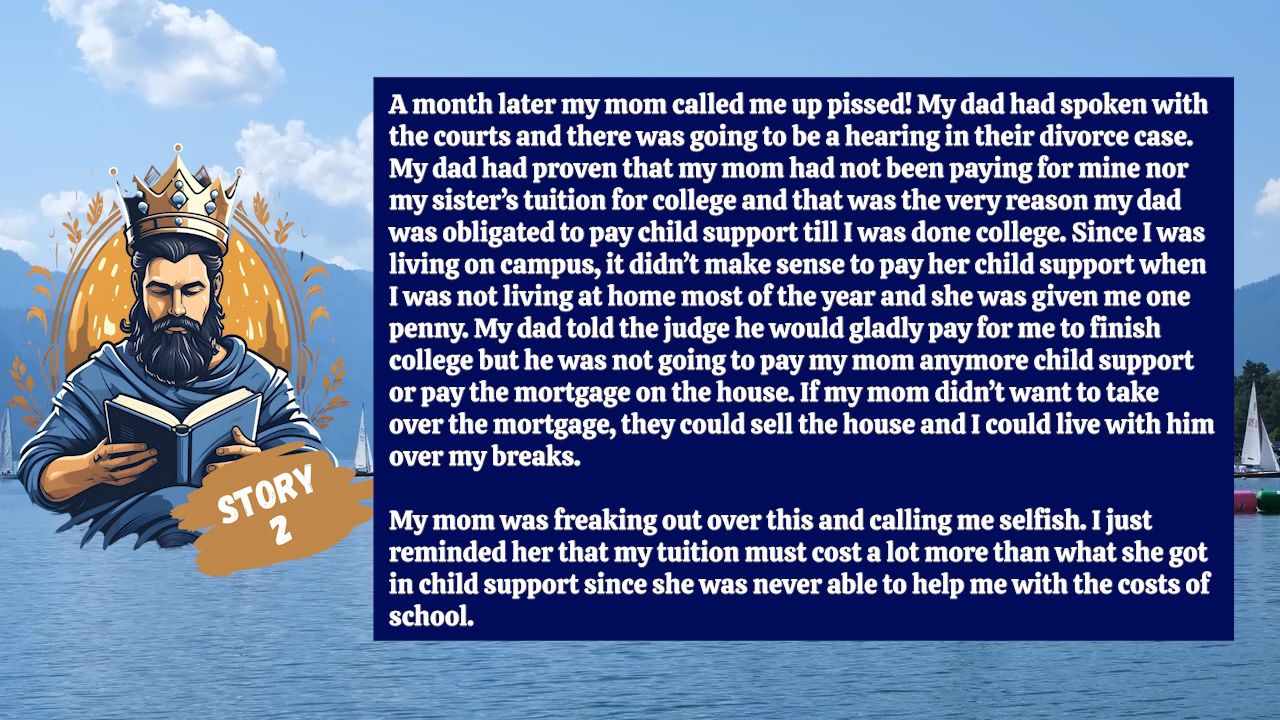 A month later my mom called me up pissed! My dad had spoken with
the courts and there was going to be a hearing in their divorce case.
My dad had proven that my mom had not been paying for mine nor
my sister’s tuition for college and that was the very reason my dad
was obligated to pay child support till I was done college. Since I was
living on campus, it didn’t make sense to pay her child support when
I was not living at home most of the year and she was given me one
penny. My dad told the judge he would gladly pay for me to finish
college but he was not going to pay my mom anymore child support
or pay the mortgage on the house. If my mom didn’t want to take
over the mortgage, they could sell the house and I could live with him
over my breaks.
My mom was freaking out over this and calling me selfish. I just
reminded her that my tuition must cost a lot more than what she got
in child support since she was never able to help me with the costs of
school.
STORY
2